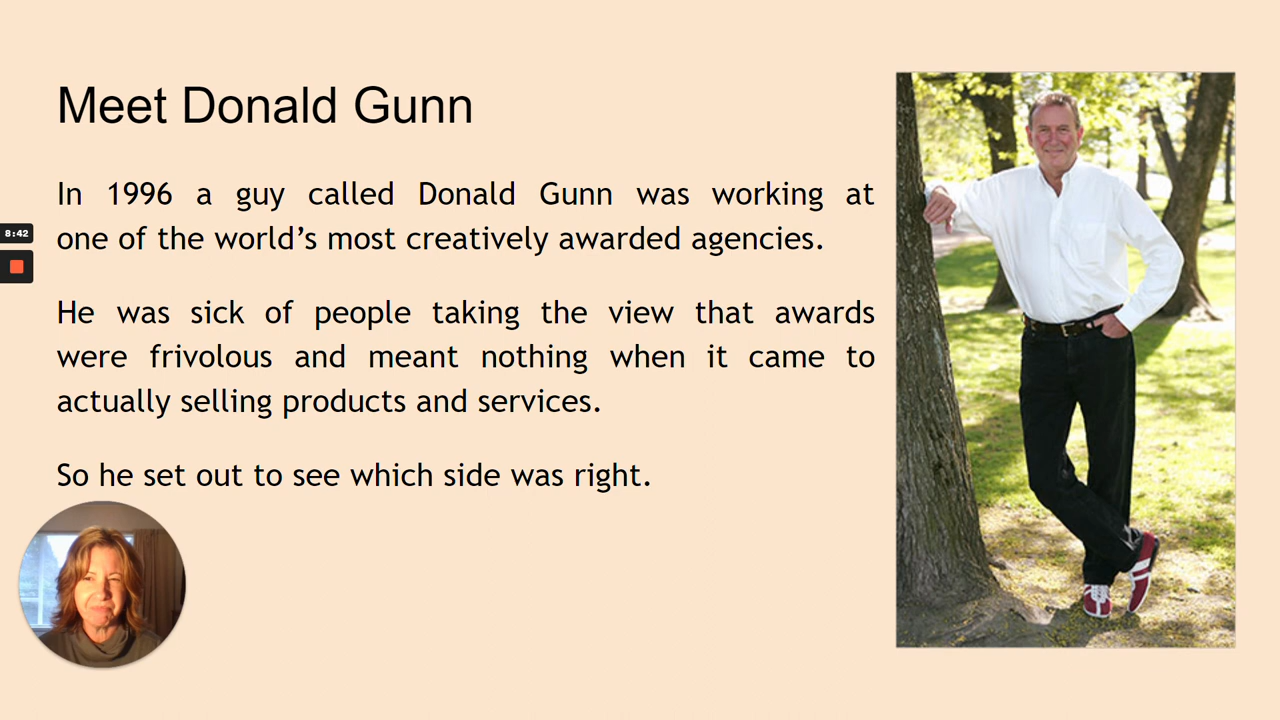 Meet Donald Gunn
In 1996 a guy called Donald Gunn was working at
one of the world’s most creatively awarded agencies.
He was sick of people taking the view that awards
were frivolous and meant nothing when it came to
actually selling products and services.
So he set out to see which side was right.
8:42